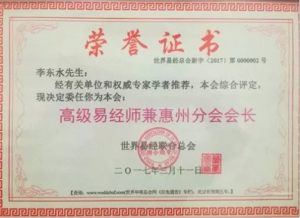 荣誉证书
世界易经总会新字（2017）第0800002号
李东水先生：
经有关单位和权威专家学者推荐，本会综合评定，
现决定委任你为本会：
高级易经师兼惠州分会会长
世界易经联合总会
二〇一七年三月十一日